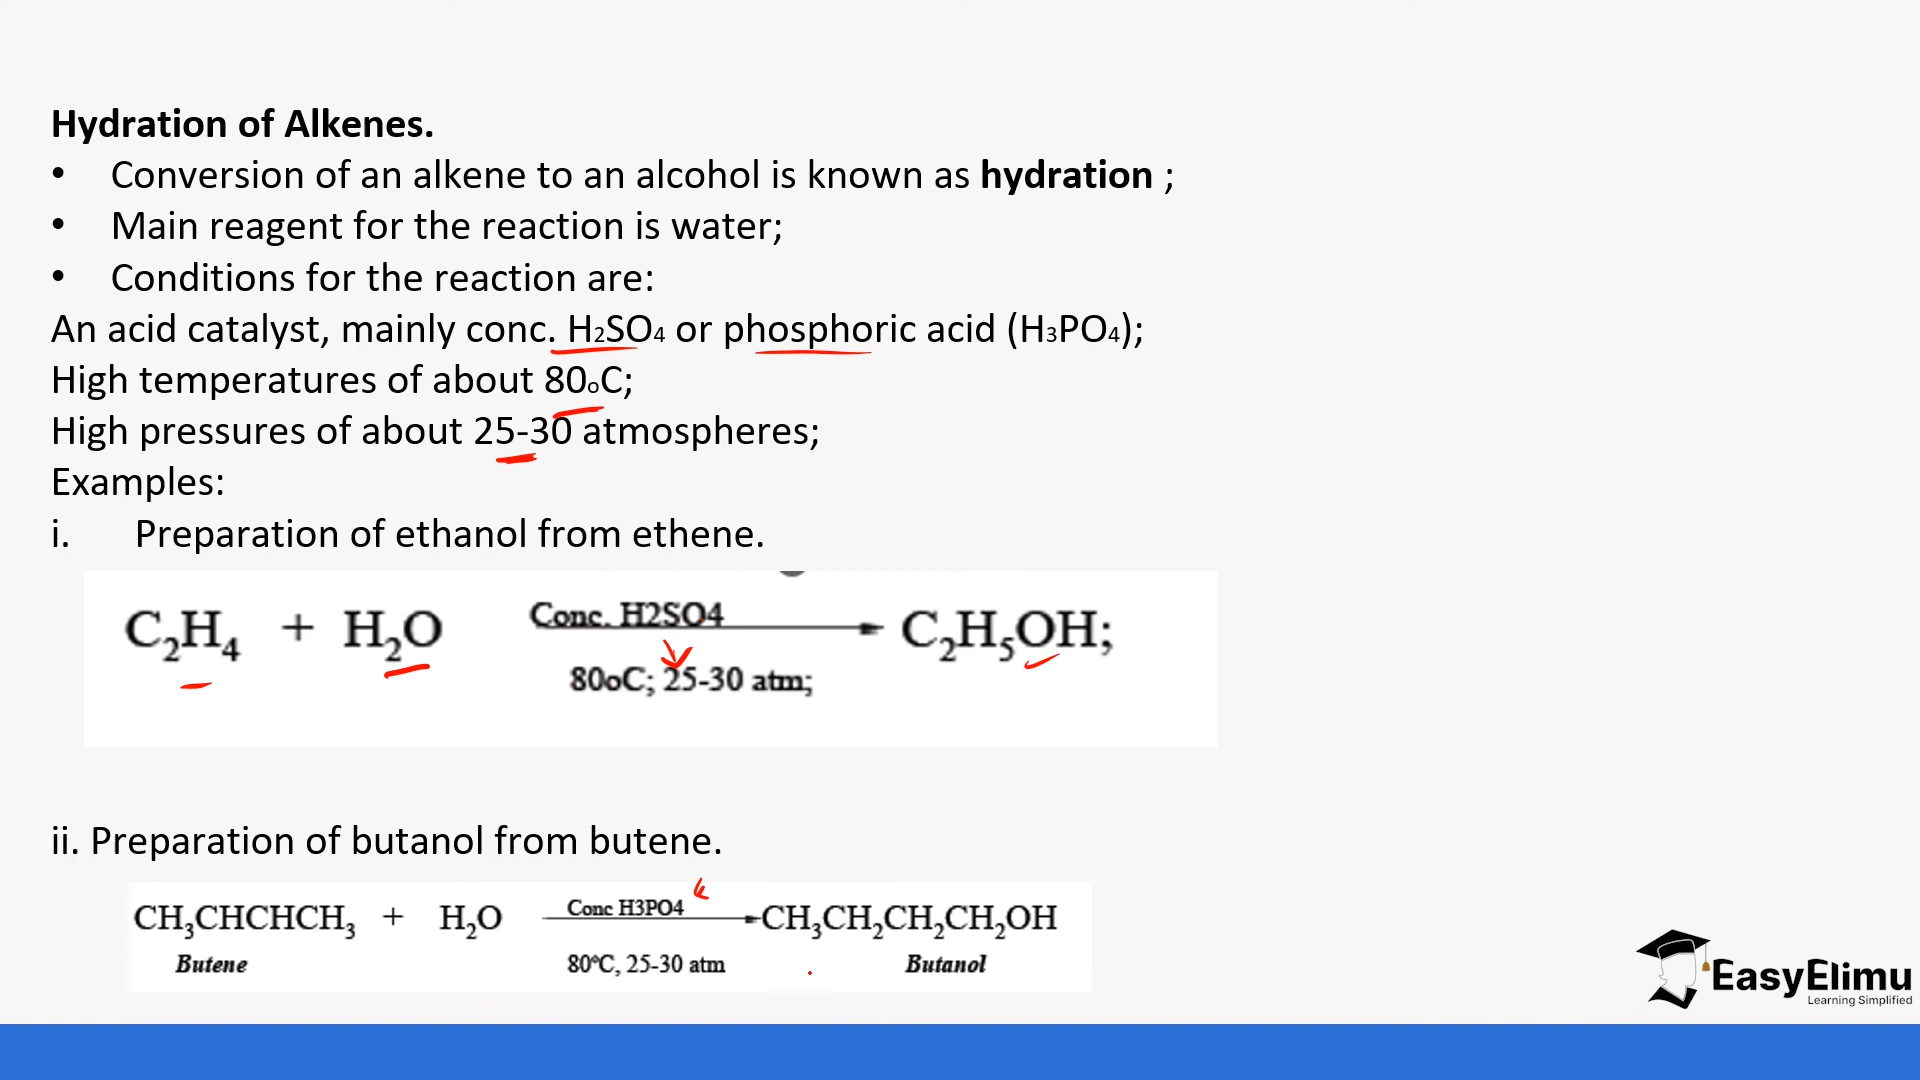 Hydration of Alkenes.
• Conversion of an alkene to an alcohol is known as hydration ;
• Main reagent for the reaction is water;
• Conditions for the reaction are:
An acid catalyst, mainly conc. H₂SO₄ or phosphoric acid (H₃PO₄);
High temperatures of about 80ₒC;
High pressures of about 25-30 atmospheres;
Examples:
i. Preparation of ethanol from ethene.
C₂H₄ + H₂O Conc. H2SO4 C₂H₅OH;
80oC; 25-30 atm;
ii. Preparation of butanol from butene.
CH₃CHCHCH₃ + H₂O Conc H3PO4 CH₃CH₂CH₂CH₂OH
Butene 80°C, 25-30 atm Butanol
EasyElimu
Learning Simplified